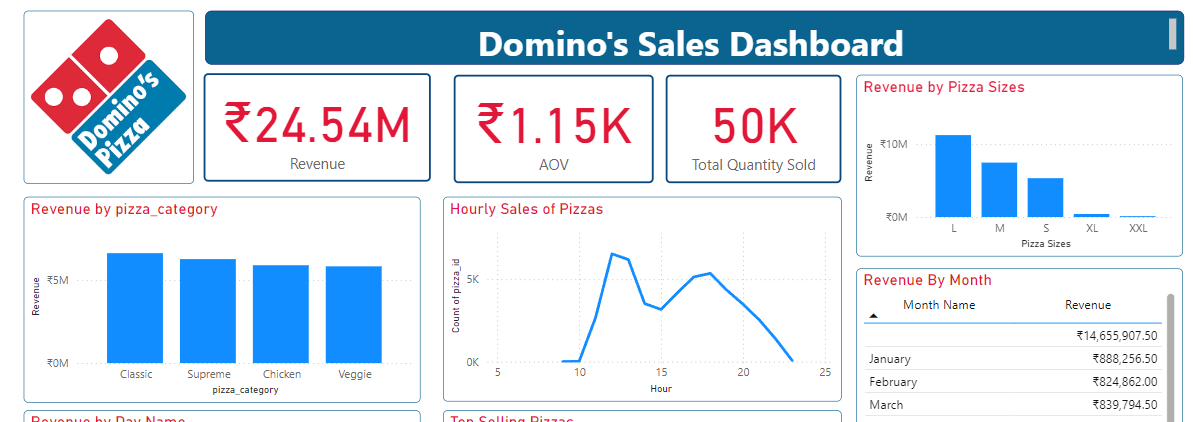 Domino's
Pizza
Domino's Sales Dashboard
₹24.54M
Revenue
₹1.15K
AOV
50K
Total Quantity Sold
Revenue by Pizza Sizes
Revenue
₹10M
₹0M
L M S XL XXL
Pizza Sizes
Revenue by pizza_category
Revenue
₹5M
₹0M
Classic Supreme Chicken Veggie
pizza_category
Hourly Sales of Pizzas
Count of pizza_id
5K
0K
5 10 15 20 25
Hour
Revenue By Month
Month Name Revenue
₹14,655,907.50
January ₹888,256.50
February ₹824,862.00
March ₹839,794.50
Revenue by Day Name
Top Selling Pizzas